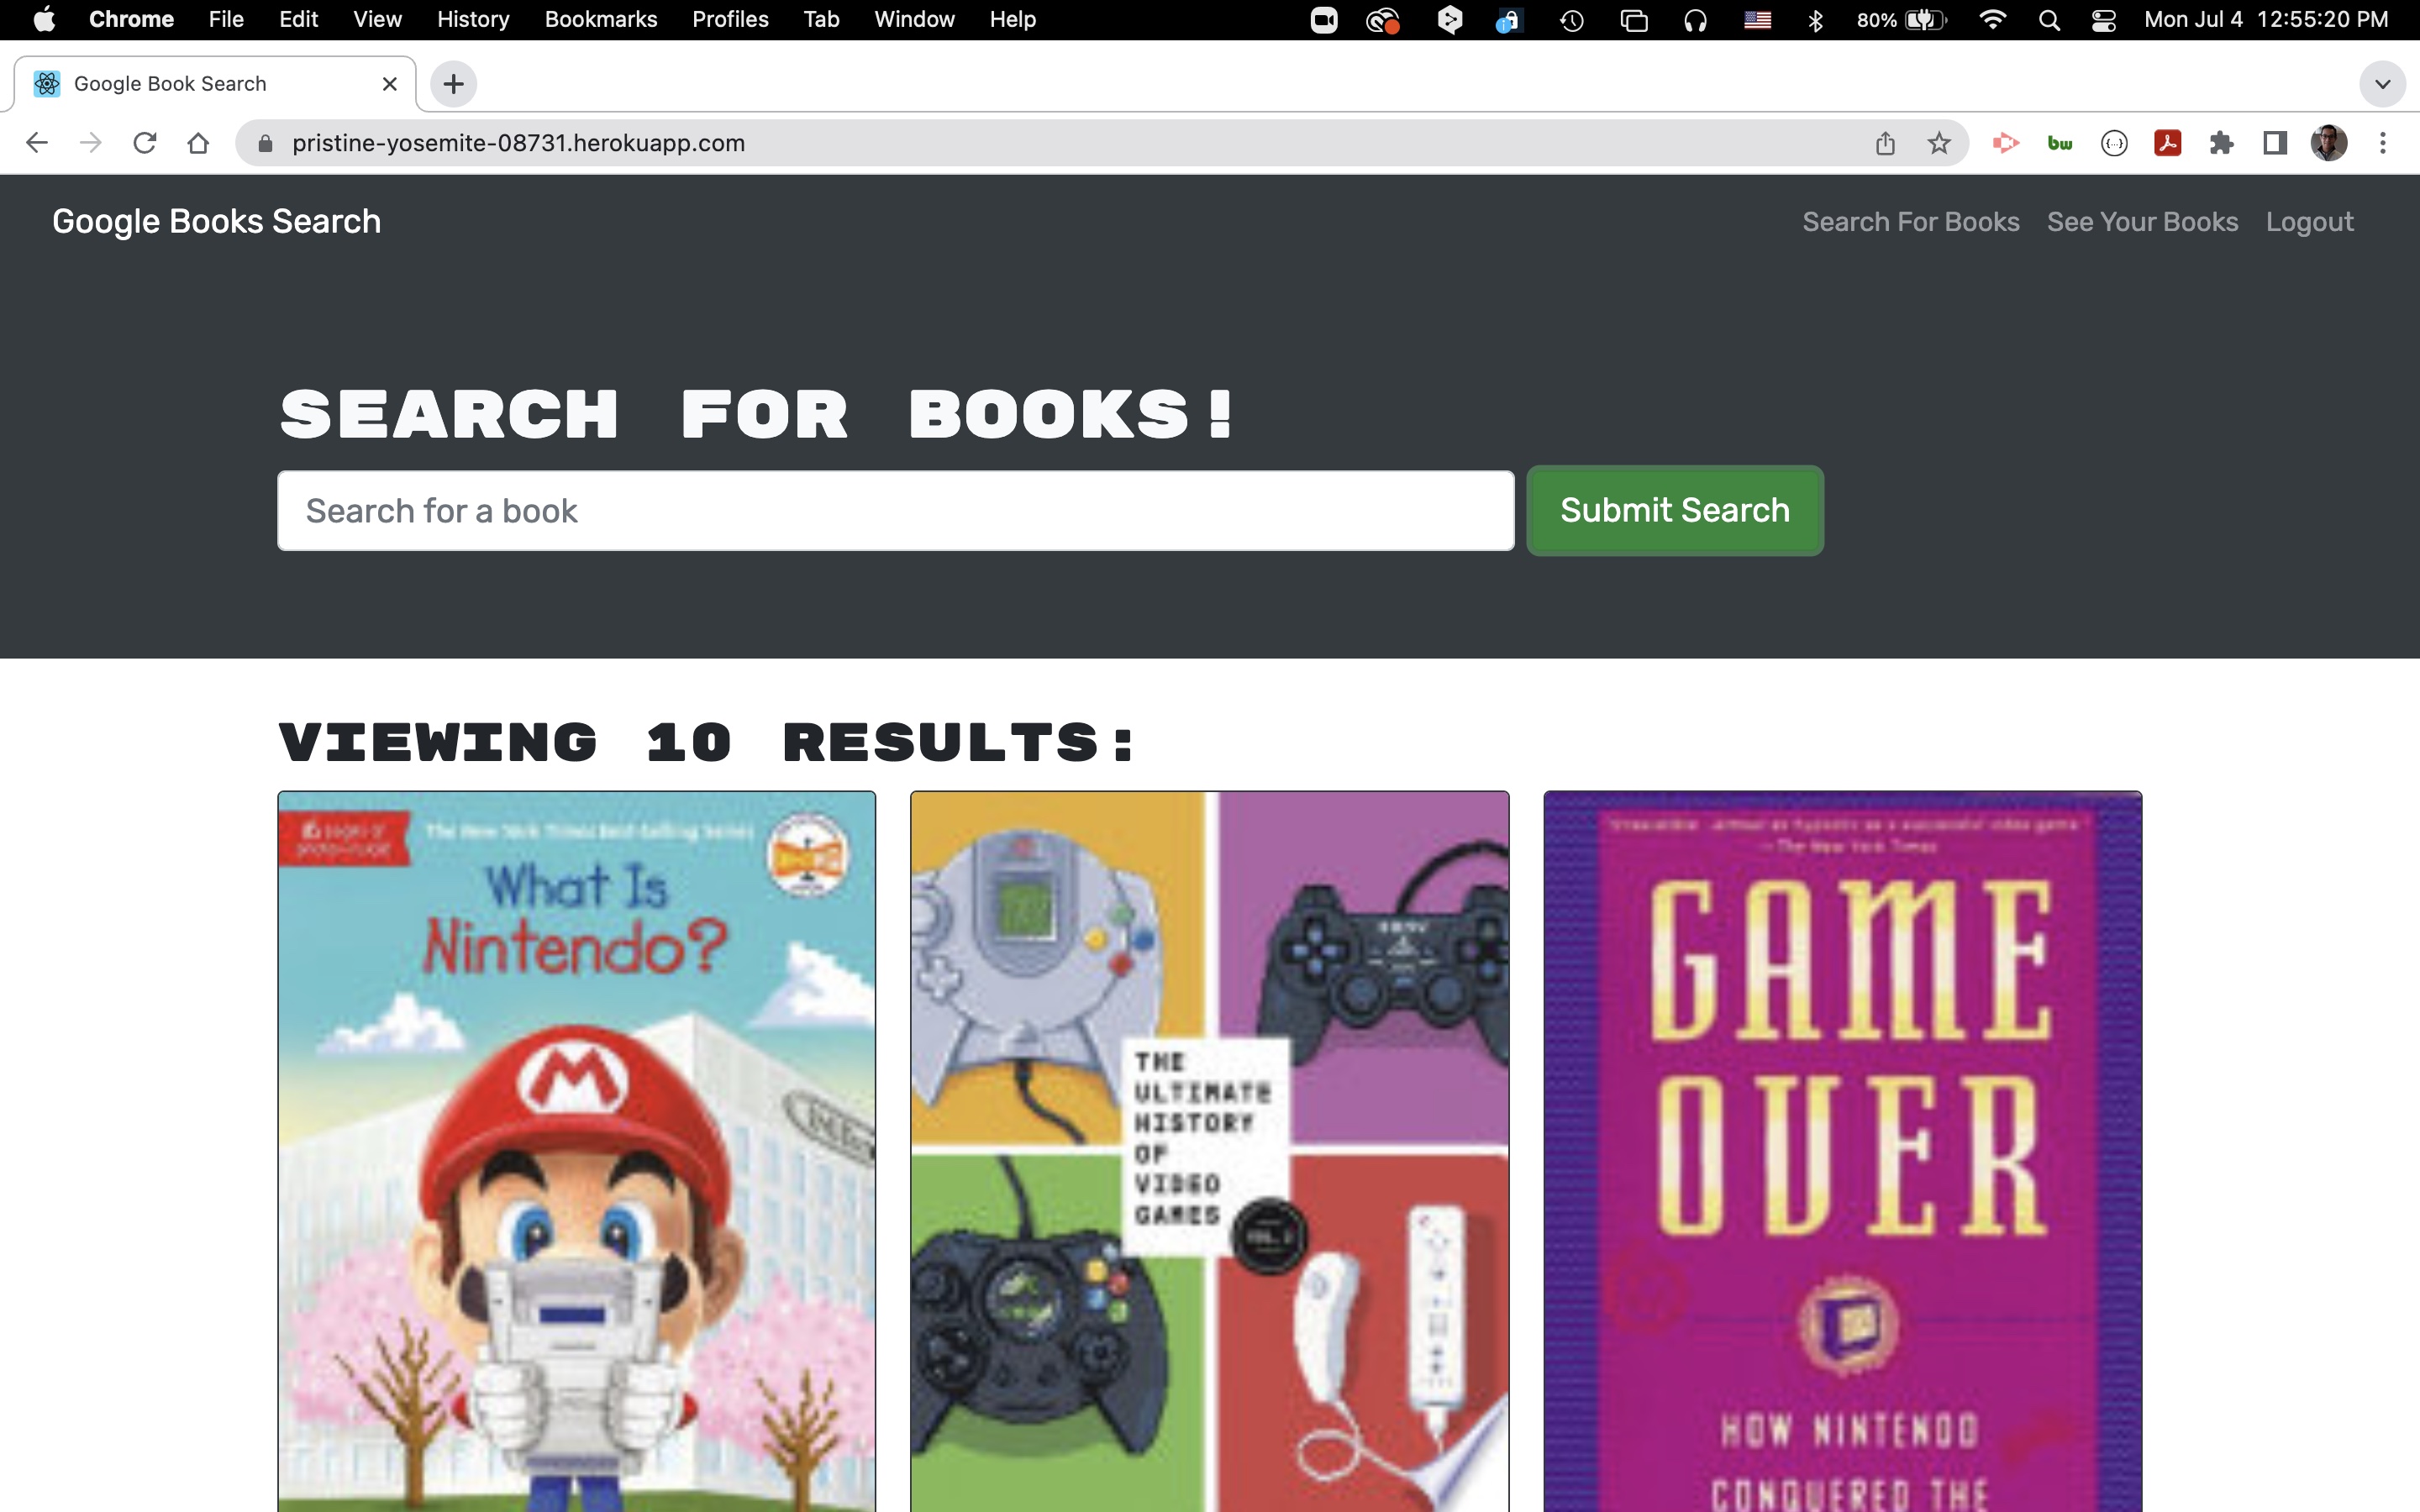 Chrome File Edit View History Bookmarks Profiles Tab Window Help 80% Mon Jul 4 12:55:20 PM
Google Book Search
pristine-yosemite-08731.herokuapp.com
bw
Google Books Search Search For Books See Your Books Logout
SEARCH FOR BOOKS!
Search for a book Submit Search
VIEWING 10 RESULTS:
The New York Times Best-Selling Series
What Is
Nintendo?
M
THE
ULTIMATE
HISTORY
OF
VIDEO
GAMES
—The New York Times
GAME
OVER
HOW NINTENDO
CONQUERED THE